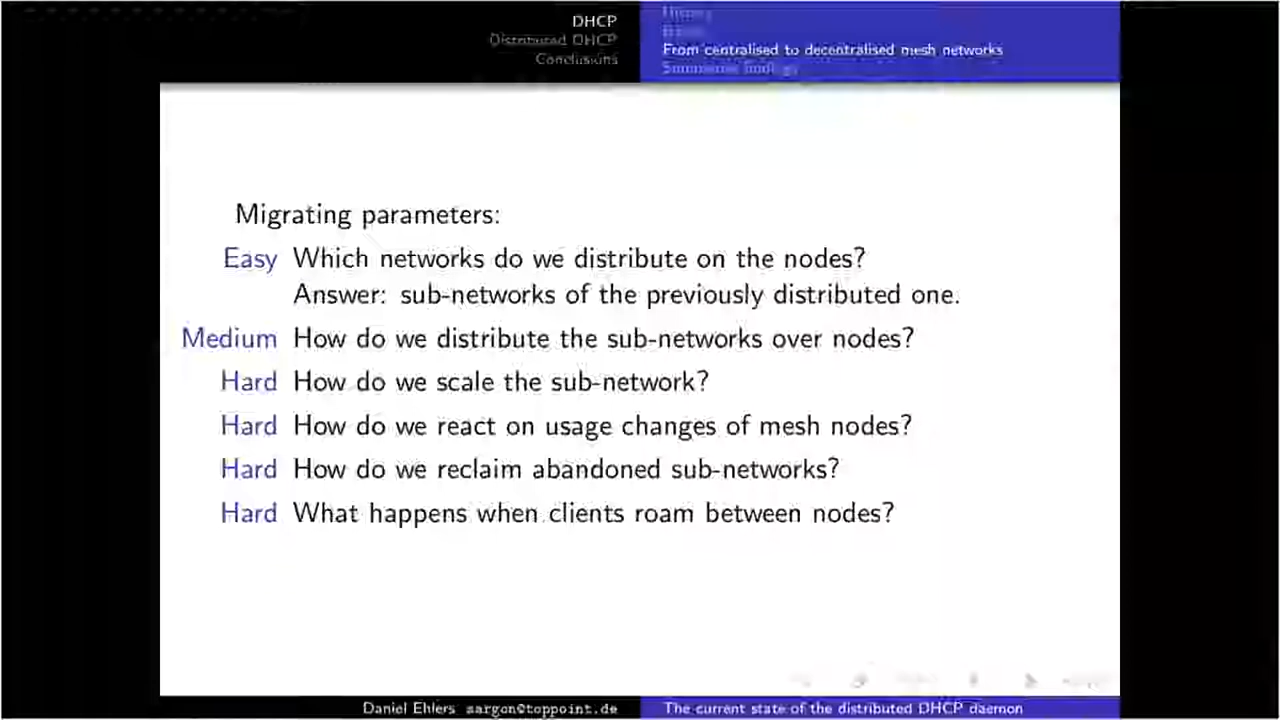 DHCP
Distributed DHCP
Conclusions
History
From centralised to decentralised mesh networks
Migrating parameters:
Easy Which networks do we distribute on the nodes?
Answer: sub-networks of the previously distributed one.
Medium How do we distribute the sub-networks over nodes?
Hard How do we scale the sub-network?
Hard How do we react on usage changes of mesh nodes?
Hard How do we reclaim abandoned sub-networks?
Hard What happens when clients roam between nodes?
Daniel Ehlers sargon@toppoint.de
The current state of the distributed DHCP daemon